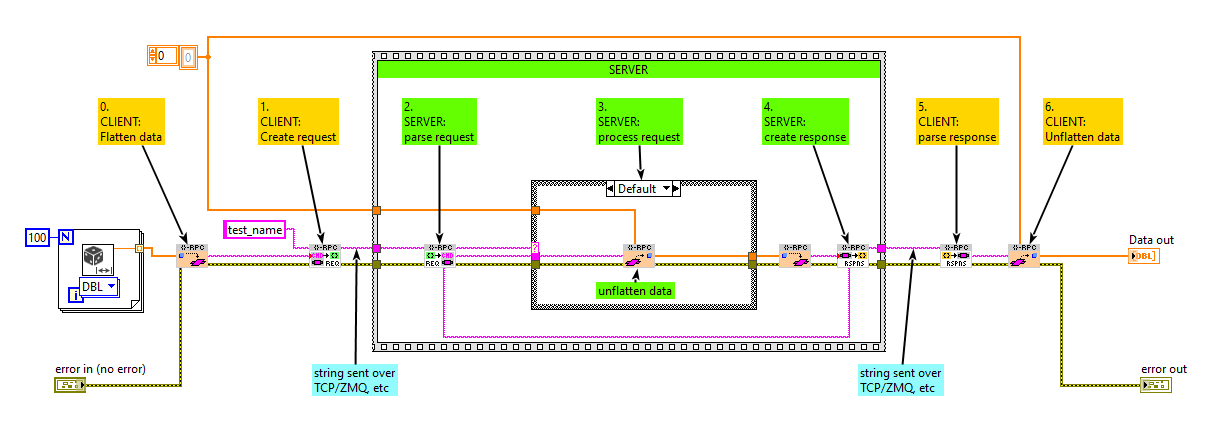 0
0
SERVER
0.
CLIENT:
Flatten data
1.
CLIENT:
Create request
2.
SERVER:
parse request
3.
SERVER:
process request
4.
SERVER:
create response
5.
CLIENT:
parse response
6.
CLIENT:
Unflatten data
Default
test_name
100
N
DBL
i
{}-RPC
{}-RPC
CMD
REQ
{}-RPC
CMD
REQ
?
{}-RPC
{}-RPC
{}-RPC
RSPNS
{}-RPC
RSPNS
{}-RPC
Data out
DBL
unflatten data
error in (no error)
string sent over
TCP/ZMQ, etc
string sent over
TCP/ZMQ, etc
error out